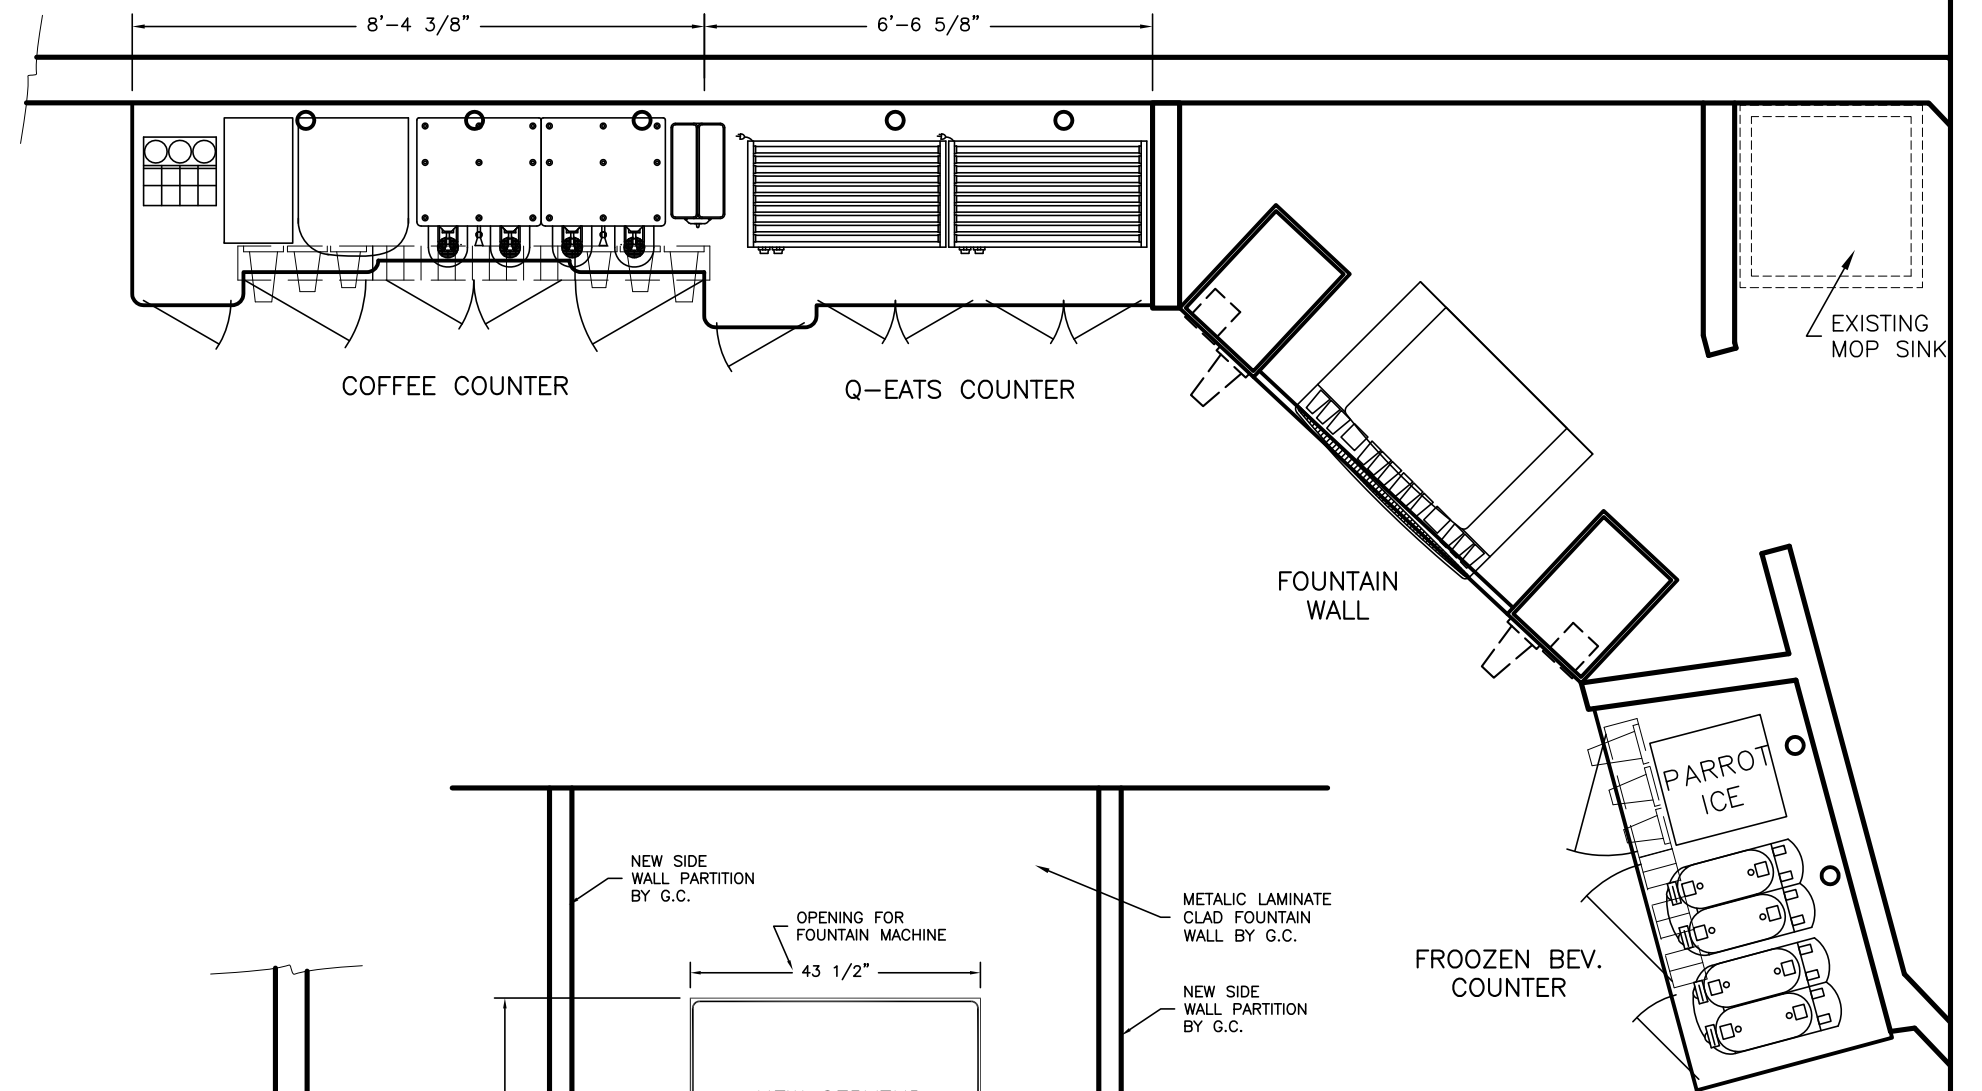 8'-4 3/8"
6'-6 5/8"
EXISTING
MOP SINK
COFFEE COUNTER
Q-EATS COUNTER
FOUNTAIN
WALL
PARROT
ICE
FROOZEN BEV.
COUNTER
NEW SIDE
WALL PARTITION
BY G.C.
OPENING FOR
FOUNTAIN MACHINE
43 1/2"
METALIC LAMINATE
CLAD FOUNTAIN
WALL BY G.C.
NEW SIDE
WALL PARTITION
BY G.C.